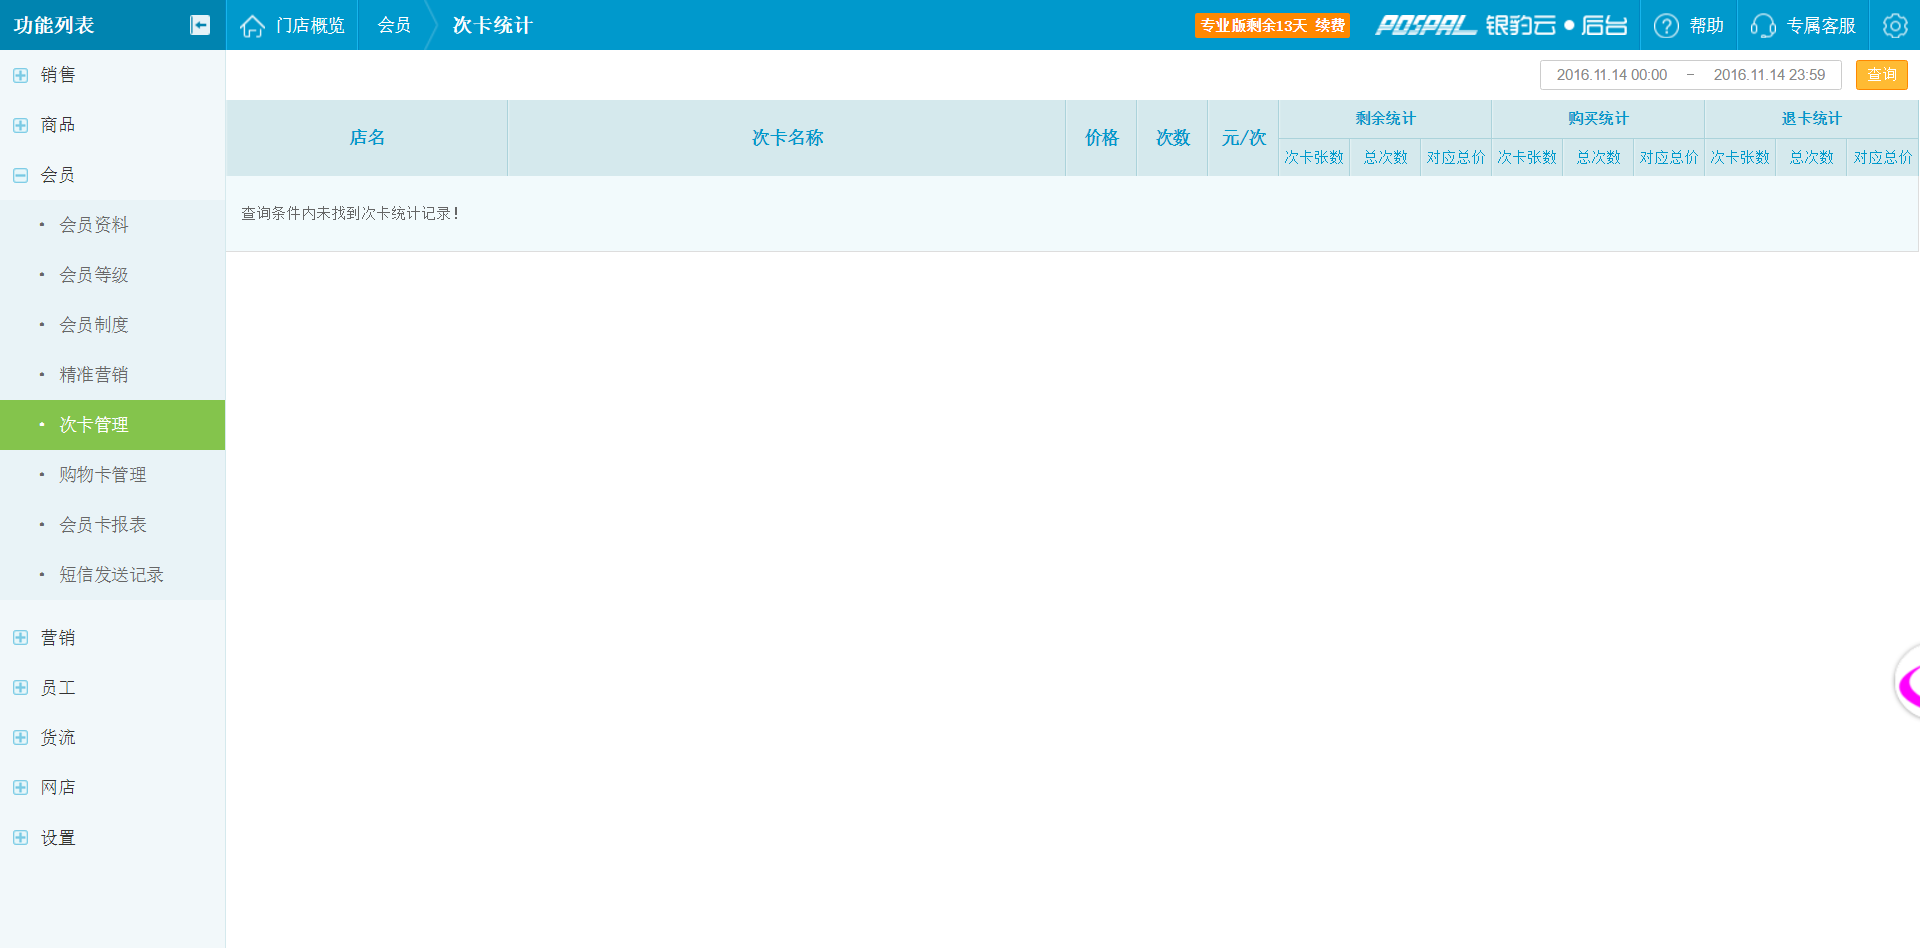 功能列表
门店概览
会员
次卡统计
专业版剩余13天 续费
POSPAL 银豹云●后台
帮助
专属客服
2016.11.14 00:00 ~ 2016.11.14 23:59
查询
店名
次卡名称
价格
次数
元/次
剩余统计
购买统计
退卡统计
次卡张数
总次数
对应总价
次卡张数
总次数
对应总价
次卡张数
总次数
对应总价
查询条件内未找到次卡统计记录!
销售
商品
会员
会员资料
会员等级
会员制度
精准营销
次卡管理
购物卡管理
会员卡报表
短信发送记录
营销
员工
货流
网店
设置